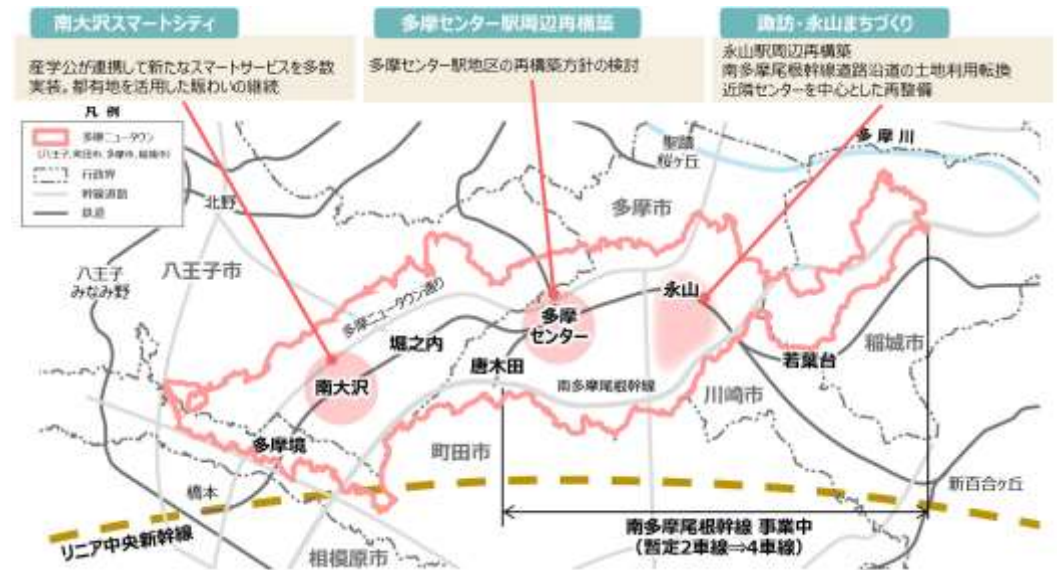 南大沢スマートシティ
産学公が連携して新たなスマートサービスを多数
実装。都有地を活用した賑わいの継続
多摩センター駅周辺再構築
多摩センター駅地区の再構築方針の検討
諏訪・永山まちづくり
永山駅周辺再構築
南多摩尾根幹線道路沿道の土地利用転換
近隣センターを中心とした再整備
凡 例
多摩ニュータウン
(八王子市、町田市、多摩市、稲城市)
行政界
幹線道路
鉄道
多摩川
聖蹟
桜ヶ丘
北野
多摩市
八王子
みなみ野
八王子市
多摩ニュータウン通り
永山
多摩
センター
堀之内
唐木田
若葉台
稲城市
南大沢
南多摩尾根幹線
川崎市
多摩境
町田市
橋本
新百合ヶ丘
リニア中央新幹線
相模原市
南多摩尾根幹線 事業中
(暫定2車線⇒4車線)